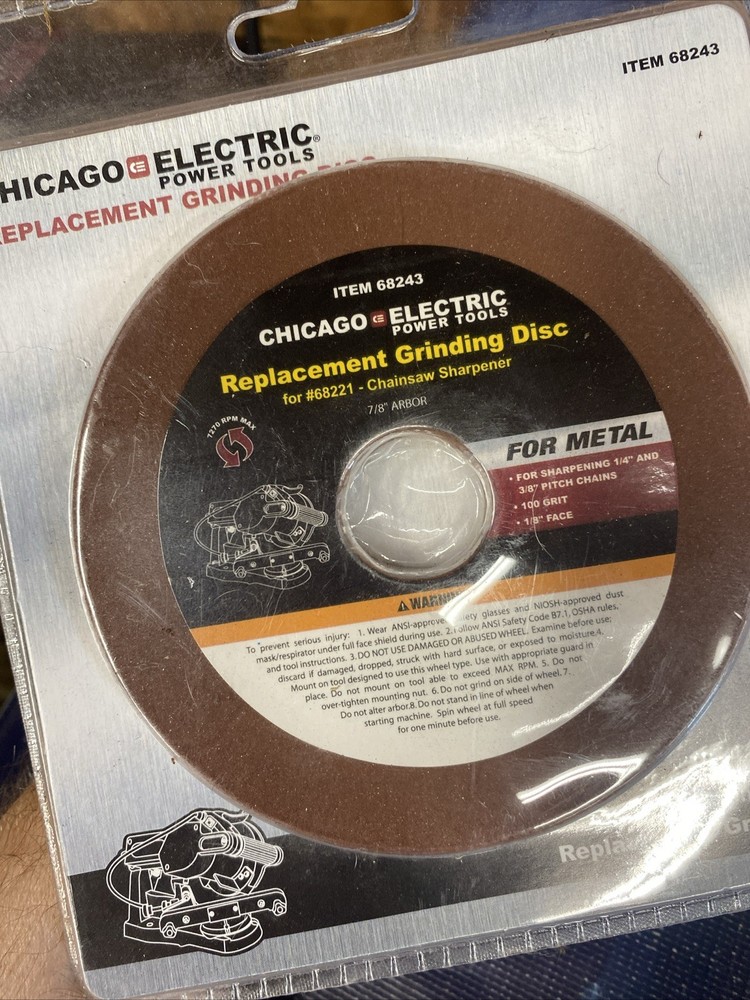 ITEM 68243
CHICAGO ELECTRIC®
POWER TOOLS
REPLACEMENT GRINDING DISC
ITEM 68243
CHICAGO ELECTRIC
POWER TOOLS
Replacement Grinding Disc
for #68221 - Chainsaw Sharpener
7/8" ARBOR
7270 RPM MAX
FOR METAL
• FOR SHARPENING 1/4" AND
3/8" PITCH CHAINS
• 100 GRIT
• 1/8" FACE
WARNING
To prevent serious injury: 1. Wear ANSI-approved safety glasses and NIOSH-approved dust
mask/respirator under full face shield during use. 2. Follow ANSI Safety Code B7.1, OSHA rules,
and tool instructions. 3. DO NOT USE DAMAGED OR ABUSED WHEEL. Examine before use;
discard if damaged, dropped, struck with hard surface, or exposed to moisture.4.
Mount on tool designed to use this wheel type. Use with appropriate guard in
place. Do not mount on tool able to exceed MAX RPM. 5. Do not
over-tighten mounting nut. 6. Do not grind on side of wheel. 7.
Do not alter arbor.8. Do not stand in line of wheel when
starting machine. Spin wheel at full speed
for one minute before use.